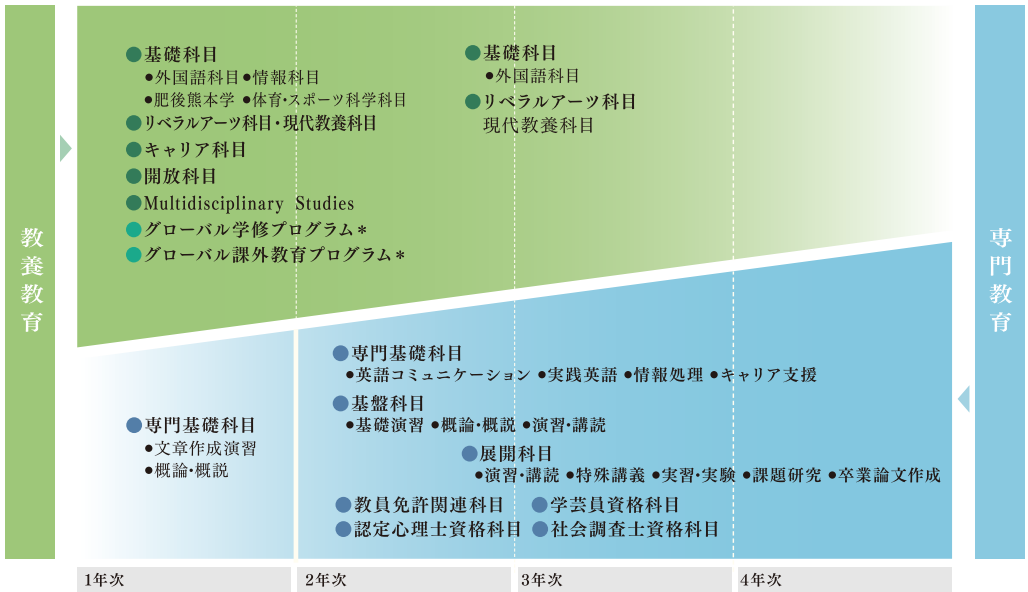 教養教育
●基礎科目
●外国語科目●情報科目
●肥後熊本学 ●体育・スポーツ科学科目
●リベラルアーツ科目・現代教養科目
●キャリア科目
●開放科目
●Multidisciplinary Studies
●グローバル学修プログラム*
●グローバル課外教育プログラム*
●基礎科目
●外国語科目
●リベラルアーツ科目
現代教養科目
専門教育
●専門基礎科目
●文章作成演習
●概論・概説
●専門基礎科目
●英語コミュニケーション ●実践英語 ●情報処理 ●キャリア支援
●基盤科目
●基礎演習 ●概論・概説 ●演習・講読
●展開科目
●演習・講読 ●特殊講義 ●実習・実験 ●課題研究 ●卒業論文作成
●教員免許関連科目 ●学芸員資格科目
●認定心理士資格科目 ●社会調査士資格科目
1年次 2年次 3年次 4年次